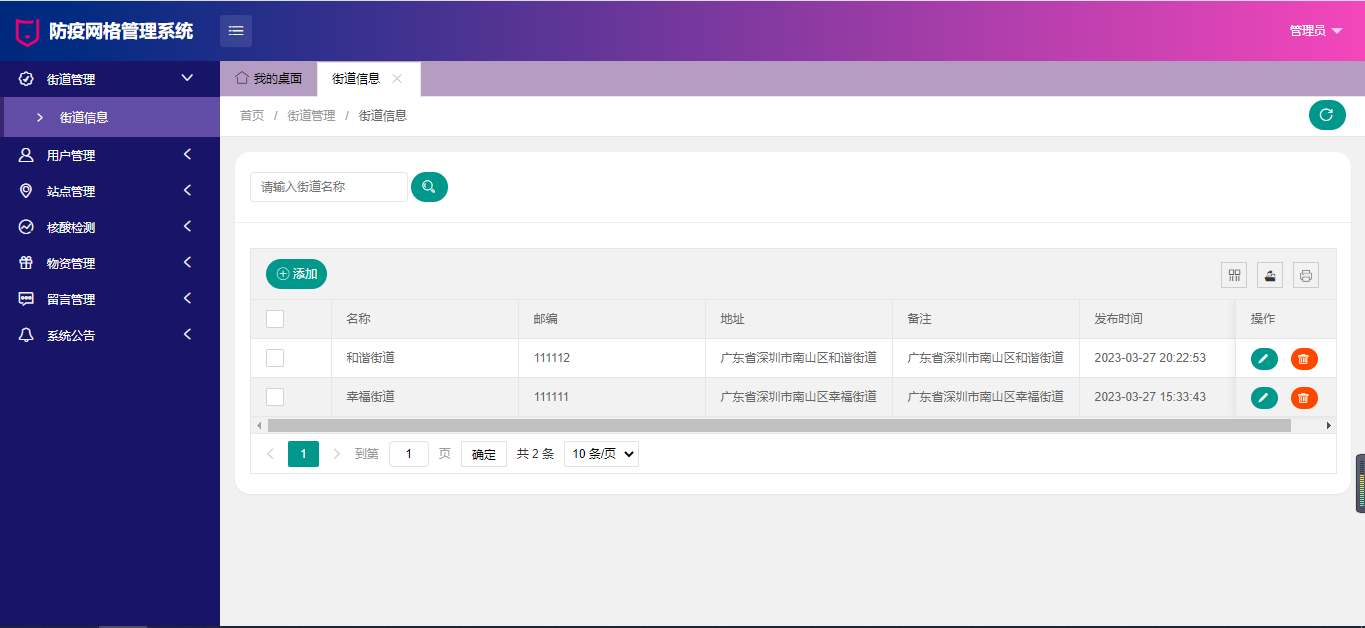 防疫网格管理系统
管理员
街道管理
街道信息
用户管理
站点管理
核酸检测
物资管理
留言管理
系统公告
我的桌面 街道信息
首页 / 街道管理 / 街道信息
请输入街道名称
添加
名称 邮编 地址 备注 发布时间 操作
和谐街道 111112 广东省深圳市南山区和谐街道 广东省深圳市南山区和谐街道 2023-03-27 20:22:53
幸福街道 111111 广东省深圳市南山区幸福街道 广东省深圳市南山区幸福街道 2023-03-27 15:33:43
1 到第 1 页 确定 共 2 条 10 条/页